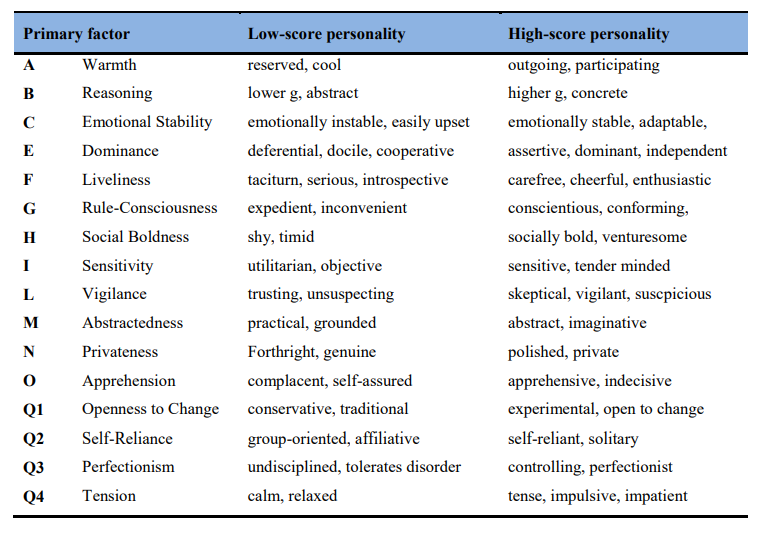 Primary factor Low-score personality High-score personality
A Warmth reserved, cool outgoing, participating
B Reasoning lower g, abstract higher g, concrete
C Emotional Stability emotionally instable, easily upset emotionally stable, adaptable,
E Dominance deferential, docile, cooperative assertive, dominant, independent
F Liveliness taciturn, serious, introspective carefree, cheerful, enthusiastic
G Rule-Consciousness expedient, inconvenient conscientious, conforming,
H Social Boldness shy, timid socially bold, venturesome
I Sensitivity utilitarian, objective sensitive, tender minded
L Vigilance trusting, unsuspecting skeptical, vigilant, suscpicious
M Abstractedness practical, grounded abstract, imaginative
N Privateness Forthright, genuine polished, private
O Apprehension complacent, self-assured apprehensive, indecisive
Q1 Openness to Change conservative, traditional experimental, open to change
Q2 Self-Reliance group-oriented, affiliative self-reliant, solitary
Q3 Perfectionism undisciplined, tolerates disorder controlling, perfectionist
Q4 Tension calm, relaxed tense, impulsive, impatient